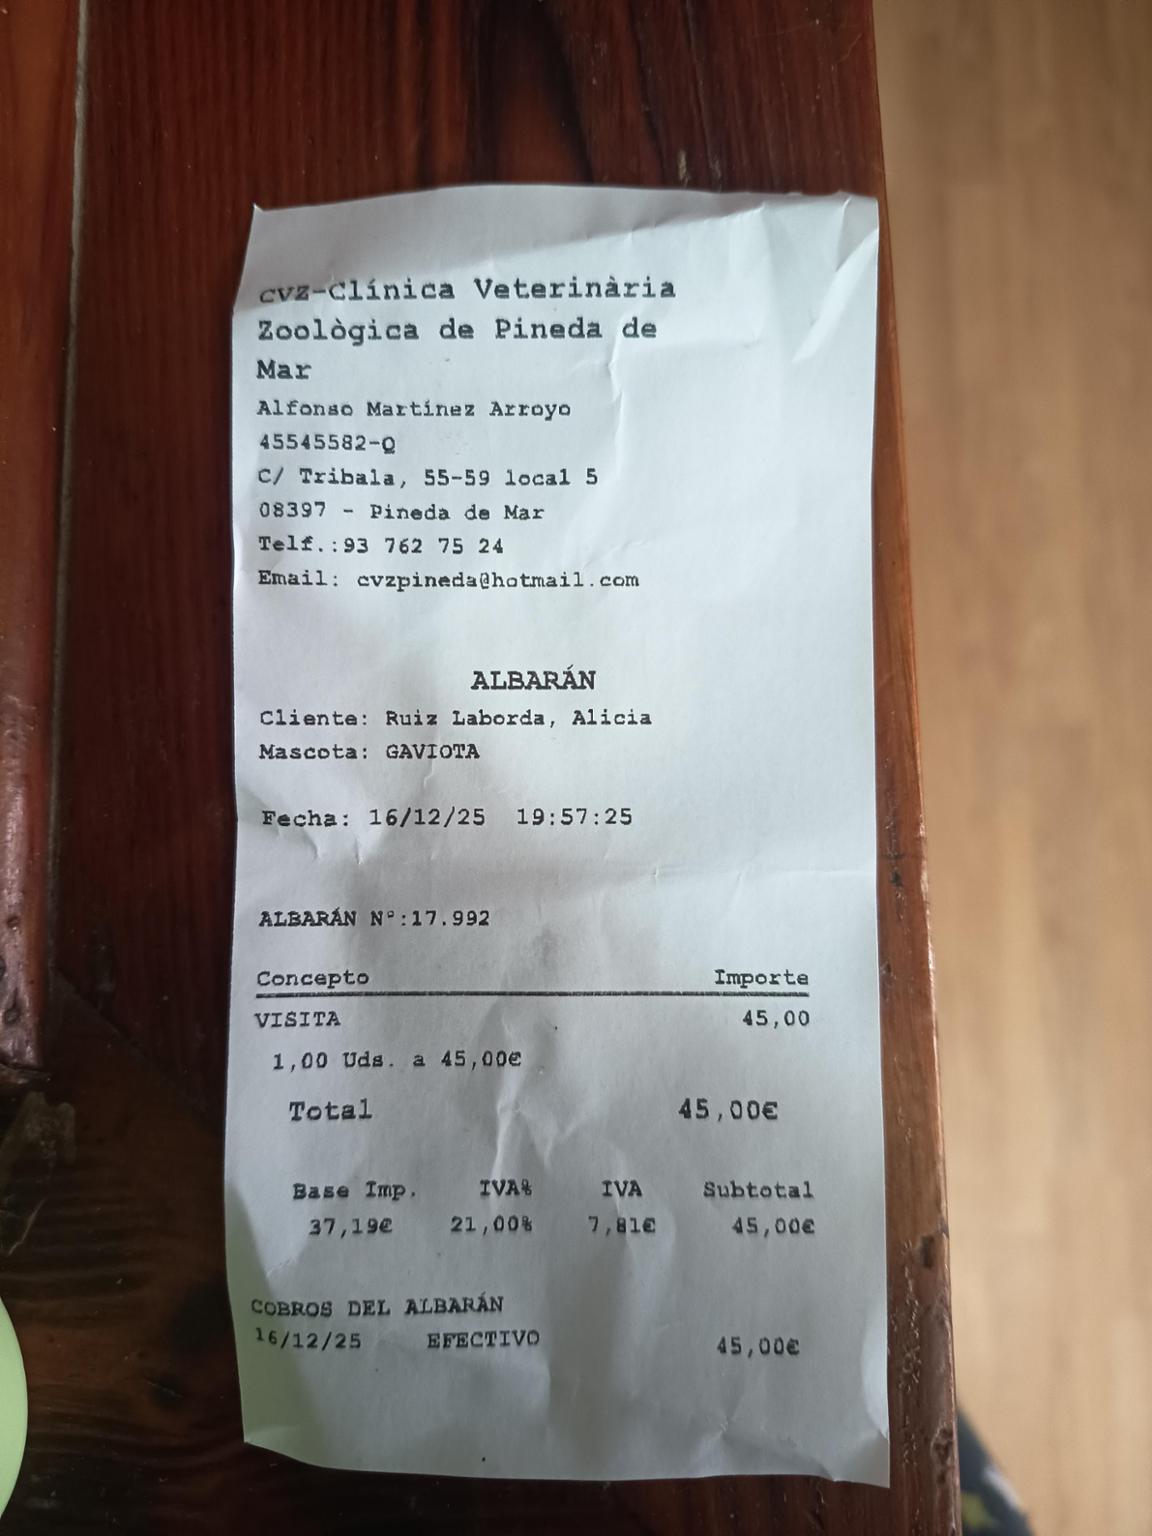 cvz-Clínica Veterinària
Zoològica de Pineda de
Mar
Alfonso Martínez Arroyo
45545582-Q
C/ Tribala, 55-59 local 5
08397 - Pineda de Mar
Telf.:93 762 75 24
Email: cvzpineda@hotmail.com
ALBARÁN
Cliente: Ruiz Laborda, Alicia
Mascota: GAVIOTA
Fecha: 16/12/25 19:57:25
ALBARÁN Nº:17.992
Concepto Importe
VISITA 45,00
1,00 Uds. a 45,00€
Total 45,00€
Base Imp. IVA% IVA Subtotal
37,19€ 21,00% 7,81€ 45,00€
COBROS DEL ALBARÁN
16/12/25 EFECTIVO 45,00€